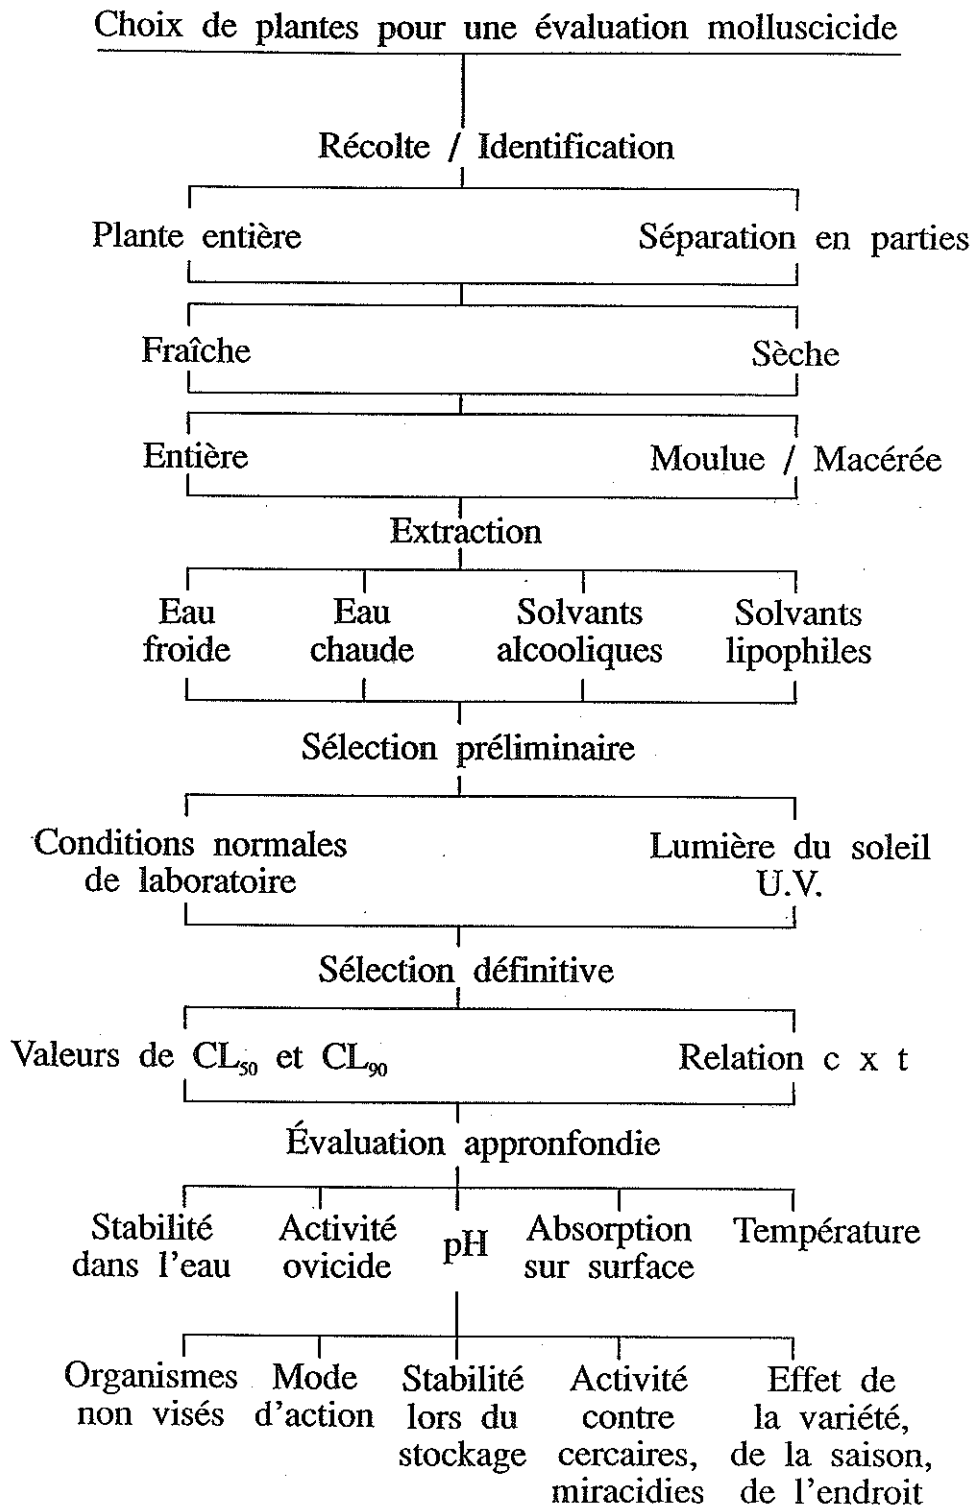 Choix de plantes pour une évaluation molluscicide
Récolte / Identification
Plante entière Séparation en parties
Fraîche Sèche
Entière Moulue / Macérée
Extraction
Eau froide
Eau chaude
Solvants alcooliques
Solvants lipophiles
Sélection préliminaire
Conditions normales de laboratoire
Lumière du soleil U.V.
Sélection définitive
Valeurs de CL₅₀ et CL₉₀ Relation c x t
Évaluation appronfondie
Stabilité dans l'eau
Activité ovicide
pH
Absorption sur surface
Température
Organismes non visés
Mode d'action
Stabilité lors du stockage
Activité contre cercaires, miracidies
Effet de la variété, de la saison, de l'endroit